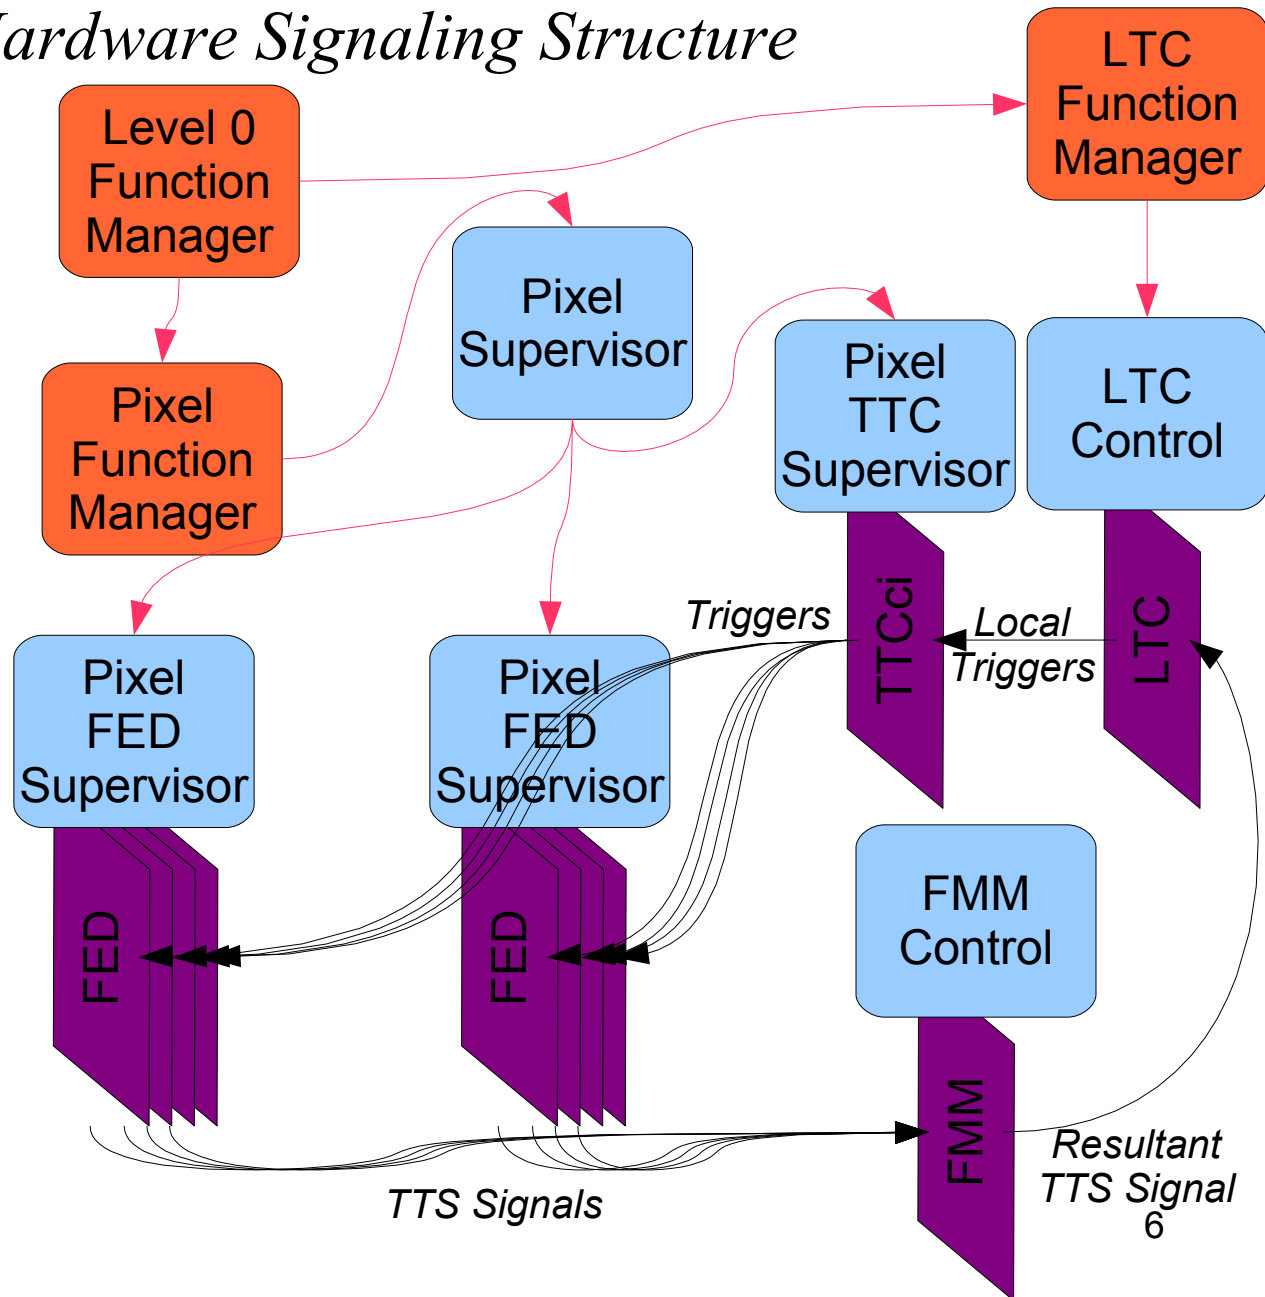 ardware Signaling Structure
LTC
Function
Manager
Level 0
Function
Manager
Pixel
Supervisor
Pixel
TTC
Supervisor
LTC
Control
Pixel
Function
Manager
Triggers
TTCci
Local
Triggers
LTC
Pixel
FED
Supervisor
Pixel
FED
Supervisor
FED
FED
FMM
Control
FMM
TTS Signals
Resultant
TTS Signal
6